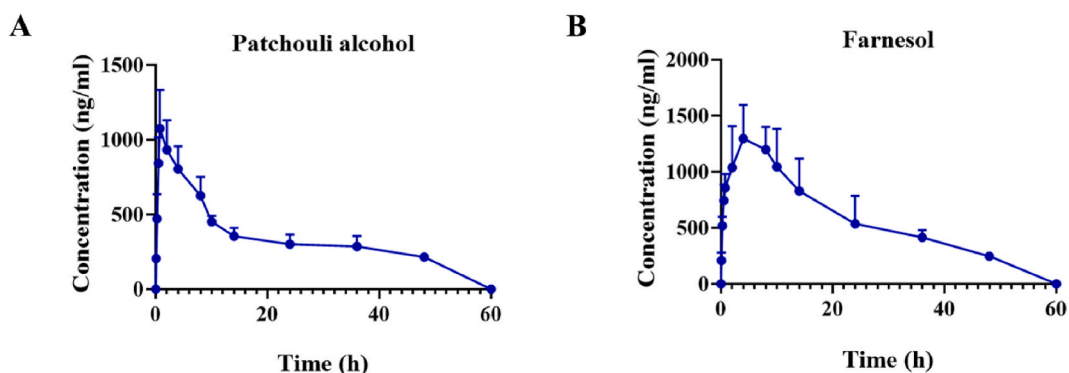 A
Patchouli alcohol
Concentration (ng/ml)
1500
1000
500
0
0 20 40 60
Time (h)
B
Farnesol
Concentration (ng/ml)
2000
1500
1000
500
0
0 20 40 60
Time (h)